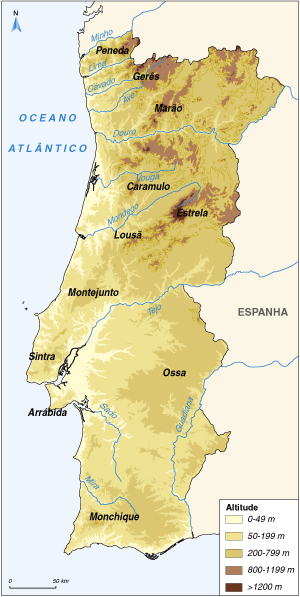 N
Minho
Peneda
Lima
Gerês
Cávado
Ave
Marão
OCEANO
ATLÂNTICO
Douro
Vouga
Caramulo
Mondego
Estrela
Lousã
Montejunto
Tejo
ESPANHA
Sintra
Ossa
Arrábida
Sado
Guadiana
Mira
Monchique
Altitude
0-49 m
50-199 m
200-799 m
800-1199 m
>1200 m
0 50 km